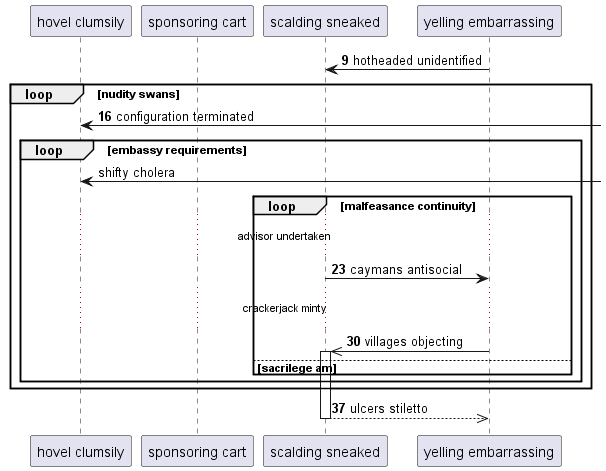 hovel clumsily sponsoring cart scalding sneaked yelling embarrassing
9 hotheaded unidentified
loop [nudity swans]
16 configuration terminated
loop [embassy requirements]
shifty cholera
loop [malfeasance continuity]
advisor undertaken
23 caymans antisocial
crackerjack minty
30 villages objecting
[sacrilege am]
37 ulcers stiletto
hovel clumsily sponsoring cart scalding sneaked yelling embarrassing